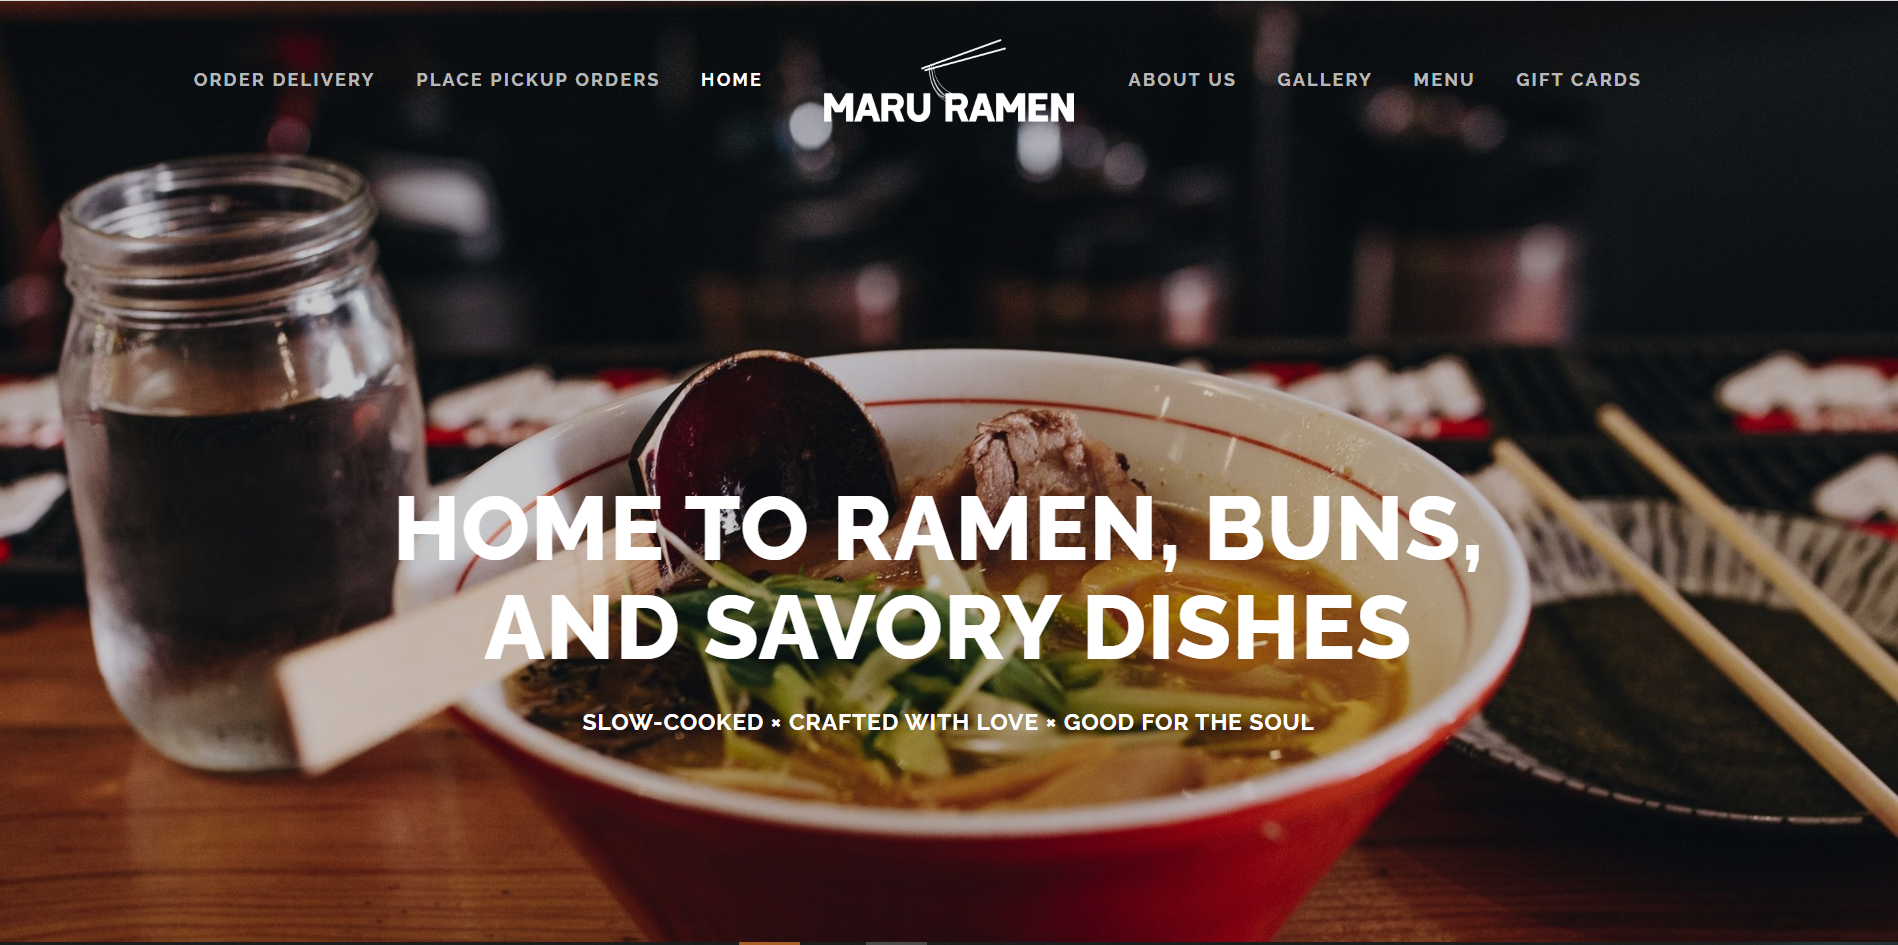 ORDER DELIVERY PLACE PICKUP ORDERS HOME MARU RAMEN ABOUT US GALLERY MENU GIFT CARDS
HOME TO RAMEN, BUNS,
AND SAVORY DISHES
SLOW-COOKED × CRAFTED WITH LOVE × GOOD FOR THE SOUL